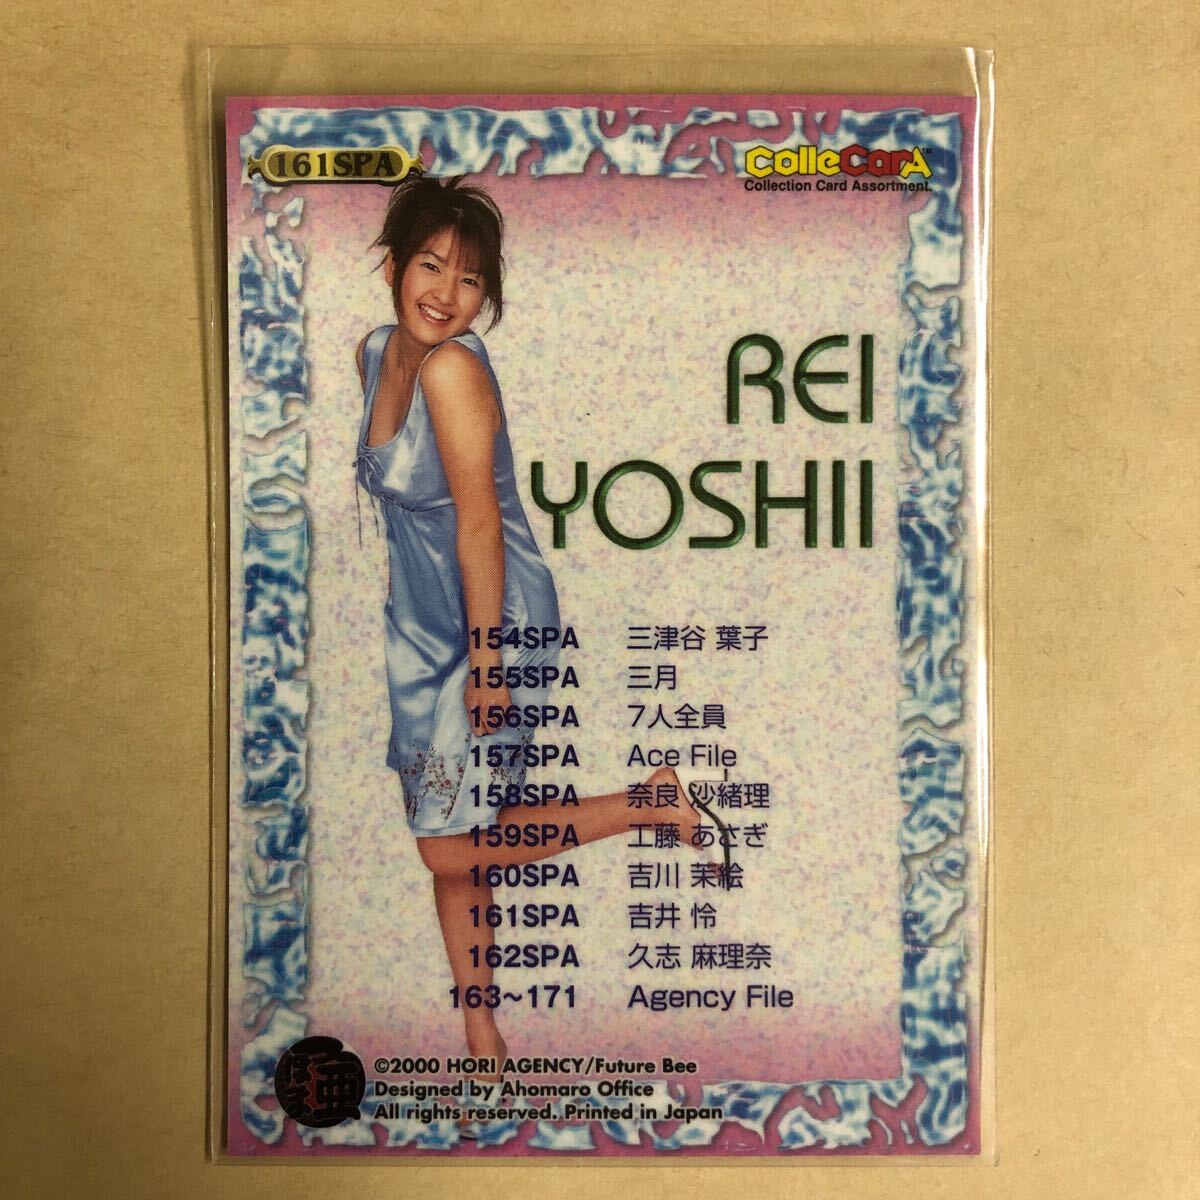 161SPA
ColleCarA™
Collection Card Assortment.
REI
YOSHII
154SPA 三津谷 葉子
155SPA 三月
156SPA 7人全員
157SPA Ace File
158SPA 奈良 沙緒理
159SPA 工藤 あさぎ
160SPA 吉川 茉絵
161SPA 吉井 怜
162SPA 久志 麻理奈
163~171 Agency File
©2000 HORI AGENCY/Future Bee
Designed by Ahomaro Office
All rights reserved. Printed in Japan